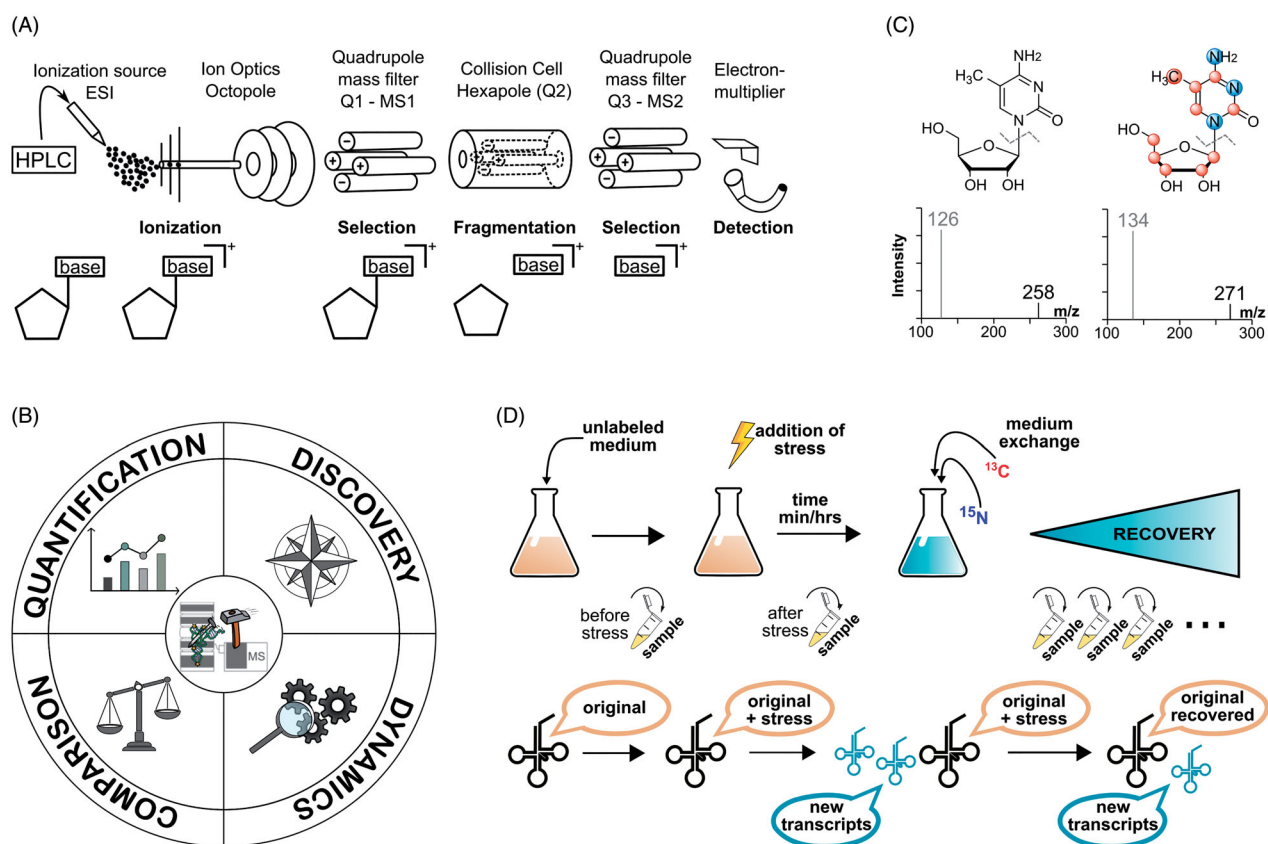 (A)
Ionization source
ESI
Ion Optics
Octopole
Quadrupole
mass filter
Q1 - MS1
Collision Cell
Hexapole (Q2)
Quadrupole
mass filter
Q3 - MS2
Electron-
multiplier
HPLC
− + + −
− + + −
Ionization
Selection
Fragmentation
Selection
Detection
base
base +
base +
base +
base +
(B)
QUANTIFICATION
DISCOVERY
COMPARISON
DYNAMICS
MS
(C)
NH2
H3C
N
N
O
HO
O
OH OH
NH2
H3C
N
N
O
HO
O
OH OH
Intensity
126
258
m/z
100 200 300
134
271
m/z
100 200 300
(D)
unlabeled
medium
addition of
stress
time
min/hrs
medium
exchange
13C
15N
RECOVERY
before
stress
sample
after
stress
sample
sample
sample
sample
...
original
original
+ stress
new
transcripts
original
+ stress
original
recovered
new
transcripts